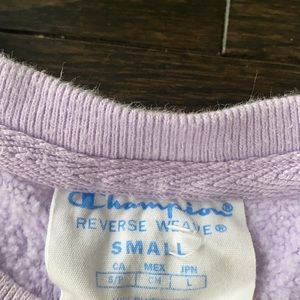 Champion®
REVERSE WEAVE®
SMALL
CA MEX JPN
S/P CH L